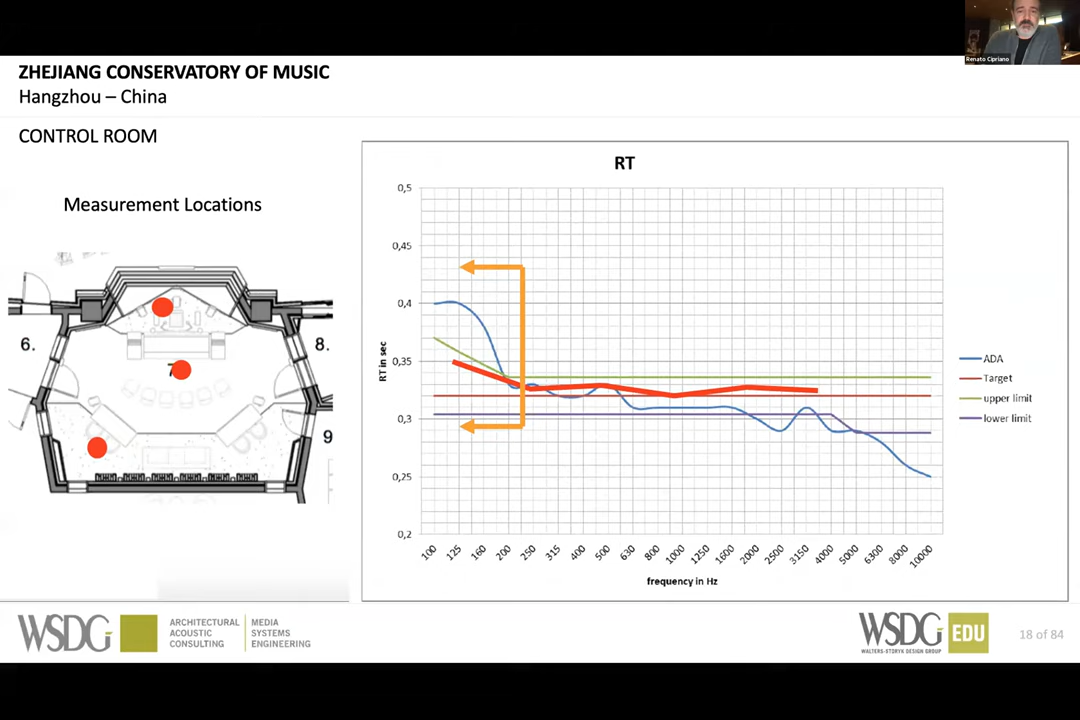 Renato Cipriano
ZHEJIANG CONSERVATORY OF MUSIC
Hangzhou – China
CONTROL ROOM
Measurement Locations
6.
7
8.
9
RT
0,5
0,45
0,4
0,35
0,3
0,25
0,2
RT in sec
100
125
160
200
250
315
400
500
630
800
1000
1250
1600
2000
2500
3150
4000
5000
6300
8000
10000
frequency in Hz
ADA
Target
upper limit
lower limit
WSDG
ARCHITECTURAL
ACOUSTIC
CONSULTING
MEDIA
SYSTEMS
ENGINEERING
WSDG EDU
WALTERS-STORYK DESIGN GROUP
18 of 84